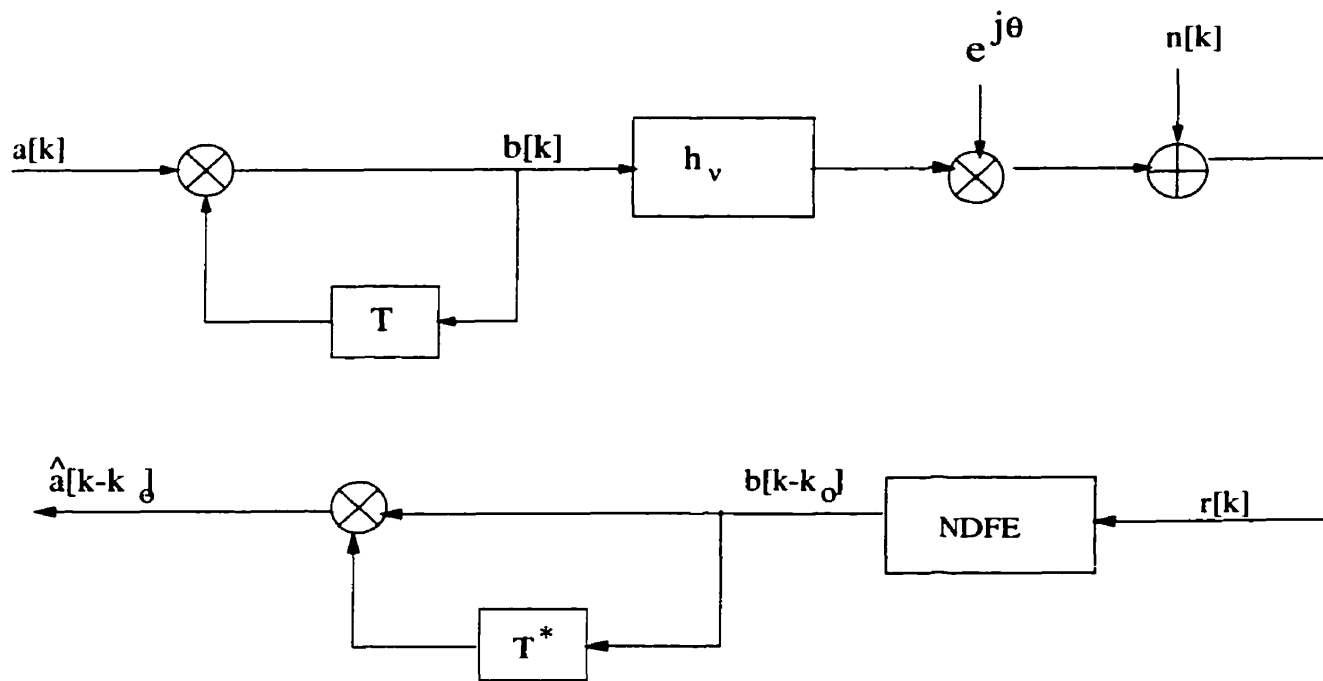 e^{jθ}
n[k]
a[k]
b[k]
h_ν
T
â[k-k_o]
b[k-k_o]
NDFE
r[k]
T*